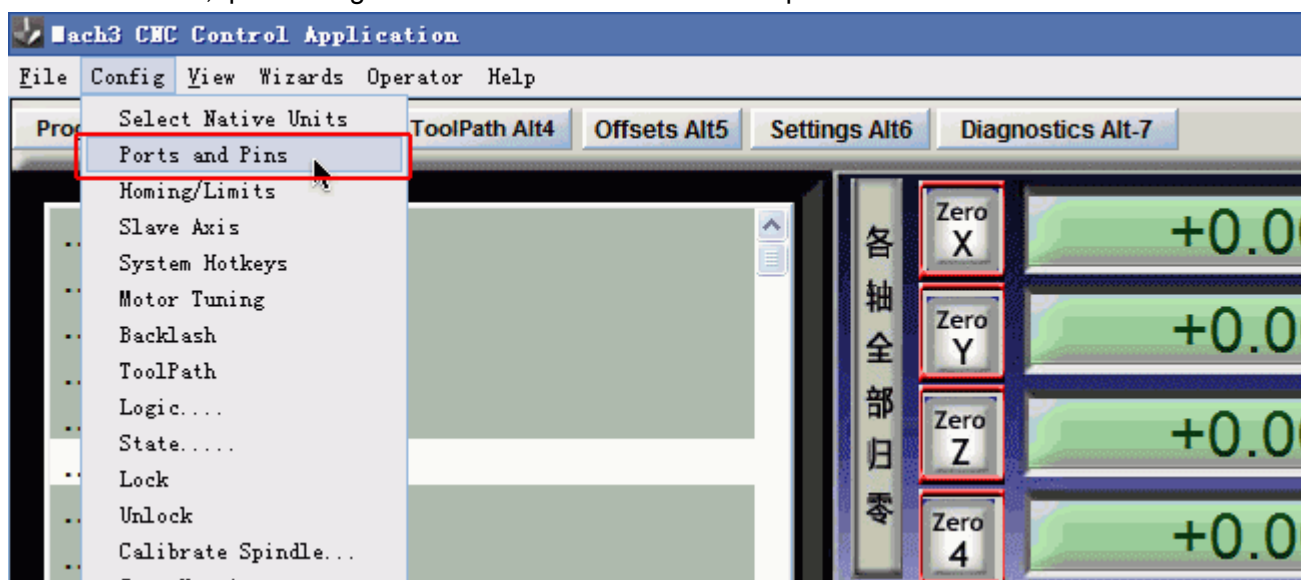 Mach3 CNC Control Application
File Config View Wizards Operator Help
ToolPath Alt4 Offsets Alt5 Settings Alt6 Diagnostics Alt-7
Select Native Units
Ports and Pins
Homing/Limits
Slave Axis
System Hotkeys
Motor Tuning
Backlash
ToolPath
Logic....
State.....
Lock
Unlock
Calibrate Spindle...
各轴全部归零
Zero X
+0.0
Zero Y
+0.0
Zero Z
+0.0
Zero 4
+0.0